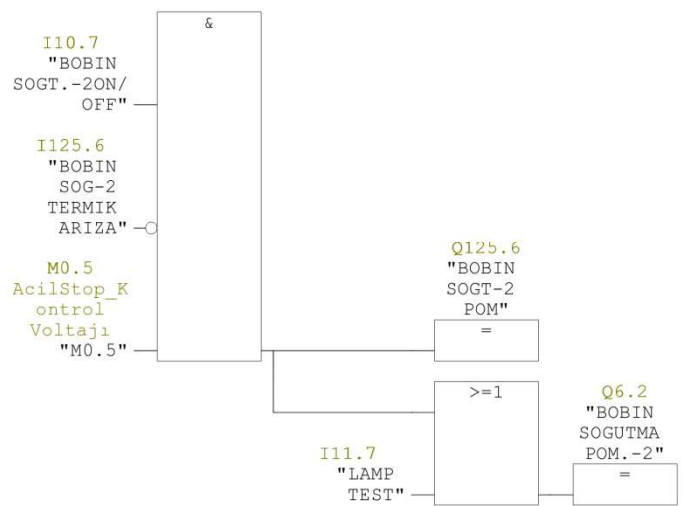 &
I10.7
"BOBIN
SOGT.-2ON/
OFF"
I125.6
"BOBIN
SOG-2
TERMIK
ARIZA"
M0.5
AcilStop_K
ontrol
Voltajı
"M0.5"
Q125.6
"BOBIN
SOGT-2
POM"
=
>=1
I11.7
"LAMP
TEST"
Q6.2
"BOBIN
SOGUTMA
POM.-2"
=